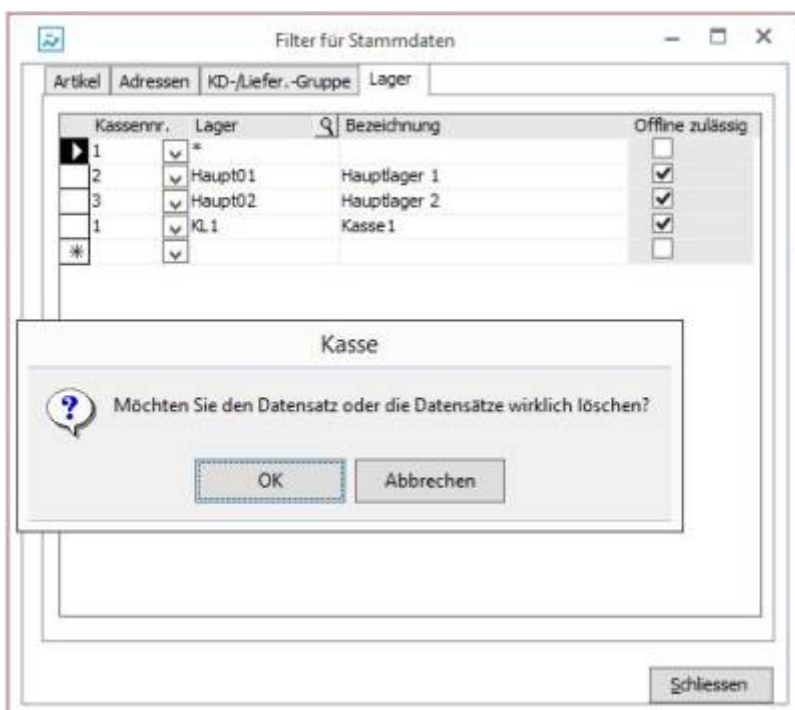 Filter für Stammdaten
Artikel Adressen KD-/Liefer.-Gruppe Lager
Kassennr. Lager Bezeichnung Offline zulässig
1 *
2 Haupt01 Hauptlager 1
3 Haupt02 Hauptlager 2
1 KL1 Kasse1
*
Kasse
Möchten Sie den Datensatz oder die Datensätze wirklich löschen?
OK Abbrechen
Schliessen